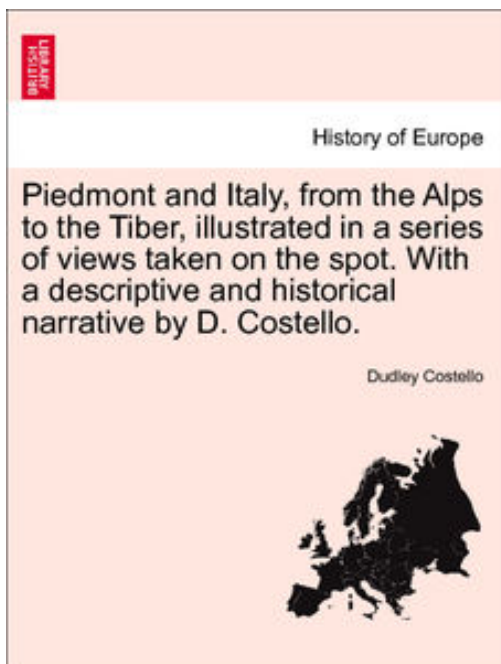 BRITISH
LIBRARY
History of Europe
Piedmont and Italy, from the Alps
to the Tiber, illustrated in a series
of views taken on the spot. With
a descriptive and historical
narrative by D. Costello.
Dudley Costello